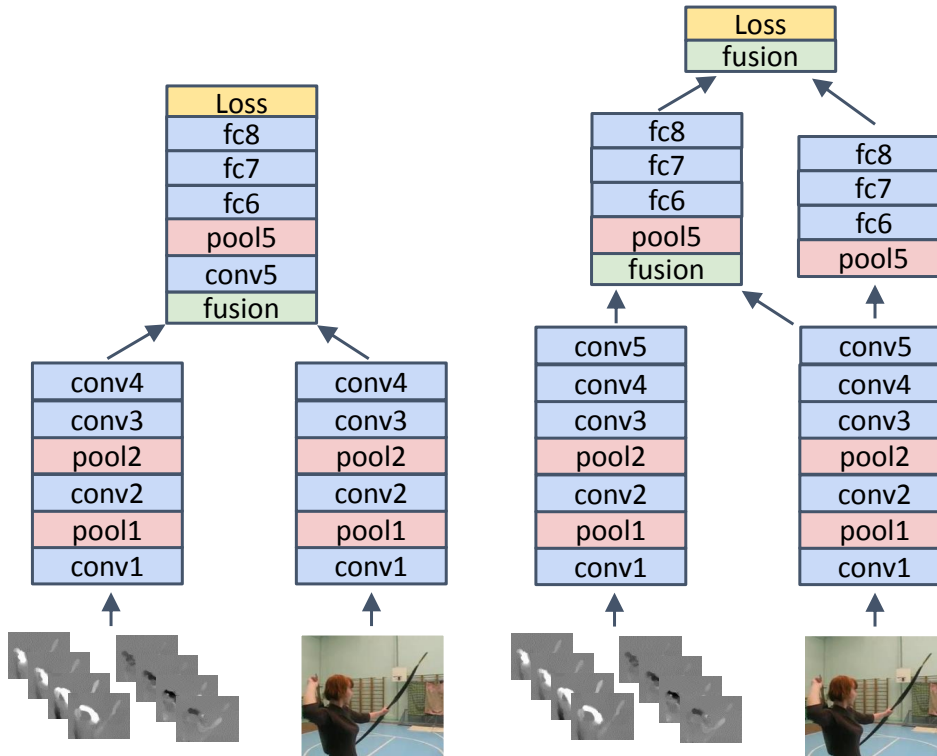 Loss
fc8
fc7
fc6
pool5
conv5
fusion
conv4
conv3
pool2
conv2
pool1
conv1
conv4
conv3
pool2
conv2
pool1
conv1
Loss
fusion
fc8
fc7
fc6
pool5
fusion
fc8
fc7
fc6
pool5
conv5
conv4
conv3
pool2
conv2
pool1
conv1
conv5
conv4
conv3
pool2
conv2
pool1
conv1